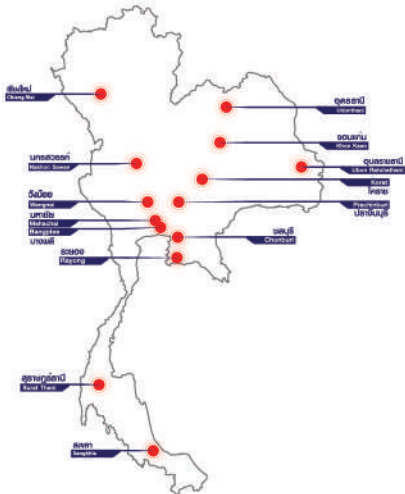 เชียงใหม่
Chiang Mai
อุดรธานี
Udonthani
ขอนแก่น
Khon Kaen
นครสวรรค์
Nakhon Sawan
อุบลราชธานี
Ubon Ratchathani
Korat
โคราช
วังน้อย
Wangnoi
Prachinburi
ปราจีนบุรี
มหาชัย
Mahachai
Bangplee
บางพลี
ชลบุรี
Chonburi
ระยอง
Rayong
สุราษฎร์ธานี
Surat Thani
สงขลา
Songkhla